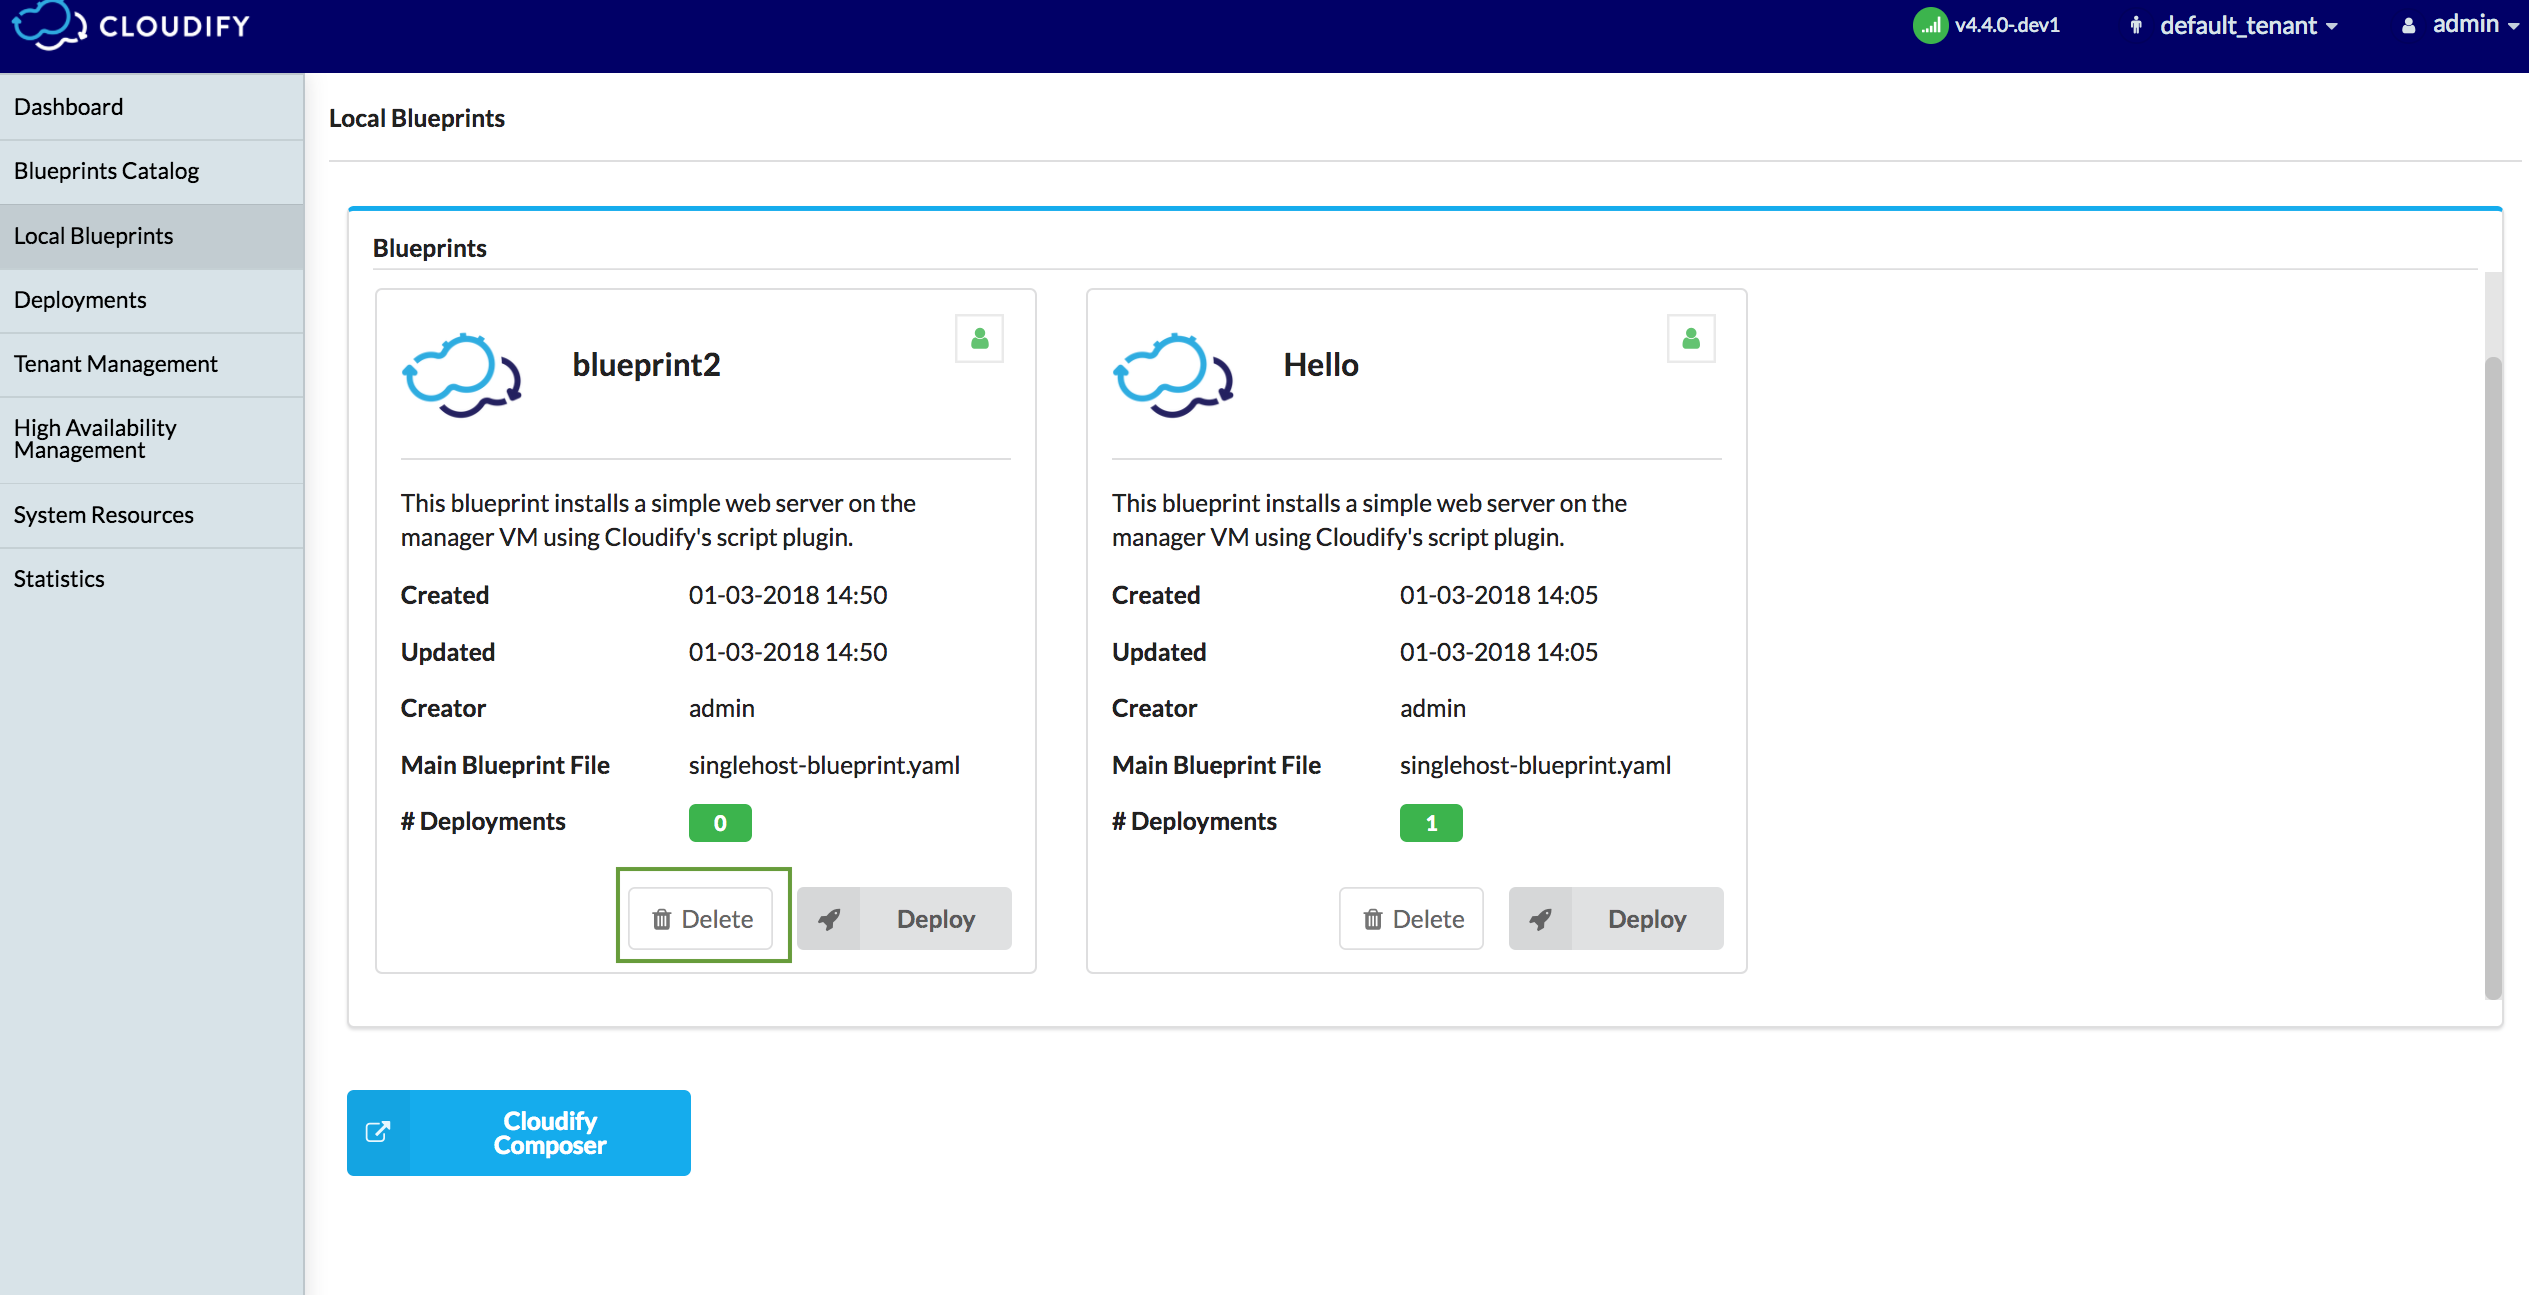 CLOUDIFY
v4.4.0-.dev1
default_tenant
admin
Dashboard
Blueprints Catalog
Local Blueprints
Deployments
Tenant Management
High Availability
Management
System Resources
Statistics
Local Blueprints
Blueprints
blueprint2
This blueprint installs a simple web server on the
manager VM using Cloudify's script plugin.
Created 01-03-2018 14:50
Updated 01-03-2018 14:50
Creator admin
Main Blueprint File singlehost-blueprint.yaml
# Deployments 0
Delete Deploy
Hello
This blueprint installs a simple web server on the
manager VM using Cloudify's script plugin.
Created 01-03-2018 14:05
Updated 01-03-2018 14:05
Creator admin
Main Blueprint File singlehost-blueprint.yaml
# Deployments 1
Delete Deploy
Cloudify
Composer